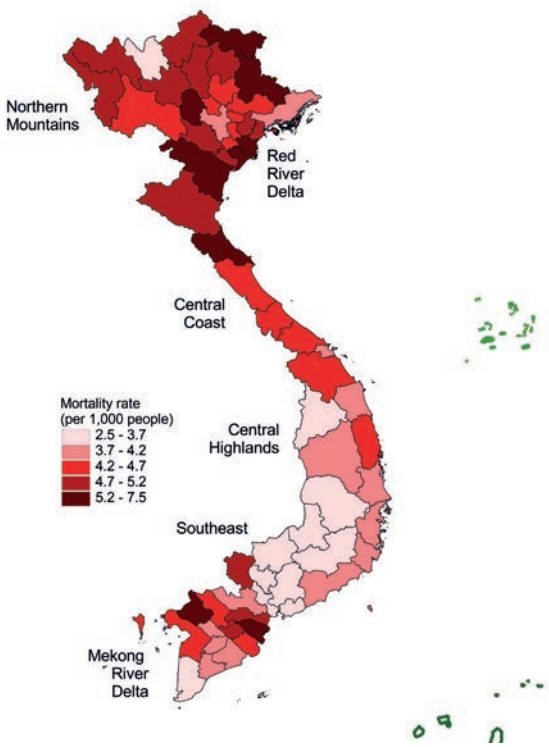 Northern
Mountains
Red
River
Delta
Central
Coast
Mortality rate
(per 1,000 people)
2.5 - 3.7
3.7 - 4.2
4.2 - 4.7
4.7 - 5.2
5.2 - 7.5
Central
Highlands
Southeast
Mekong
River
Delta